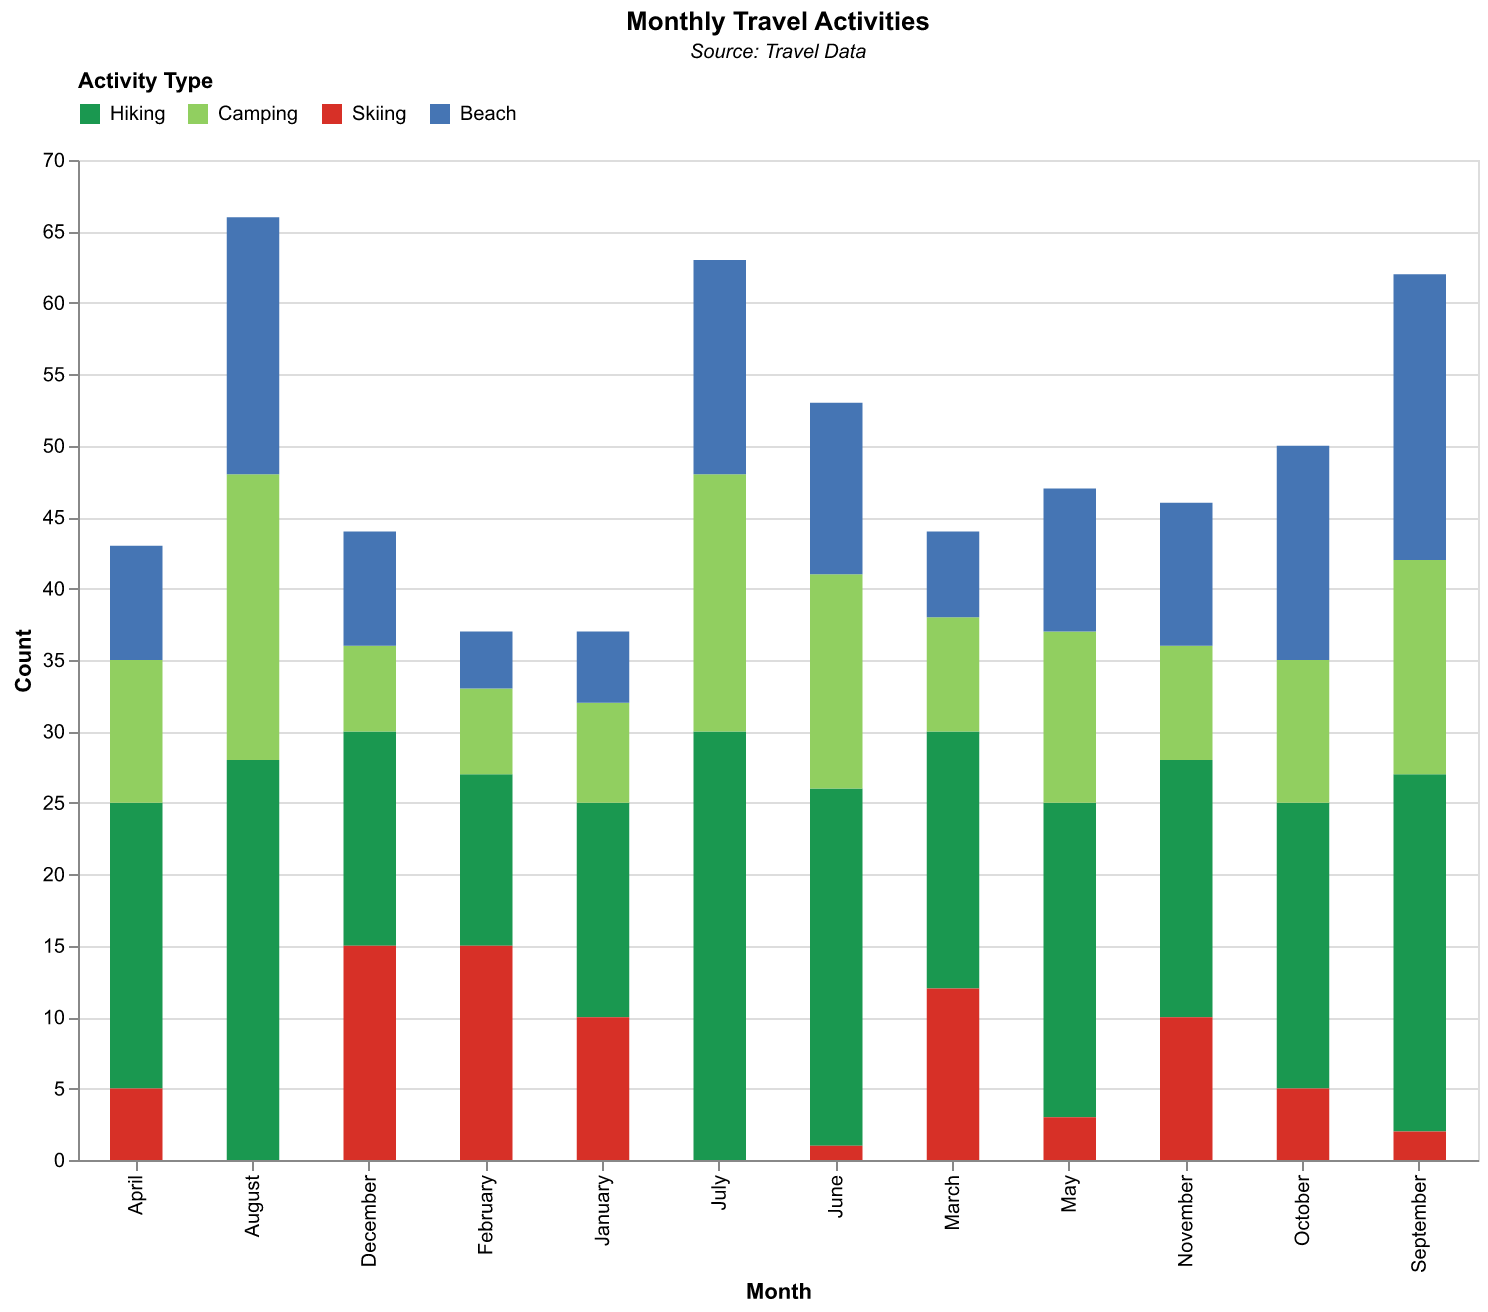 Monthly Travel Activities
Source: Travel Data
Activity Type
Hiking Camping Skiing Beach
70
65
60
55
50
45
40
35
30
25
20
15
10
5
0
Count
April August December February January July June March May November October September
Month